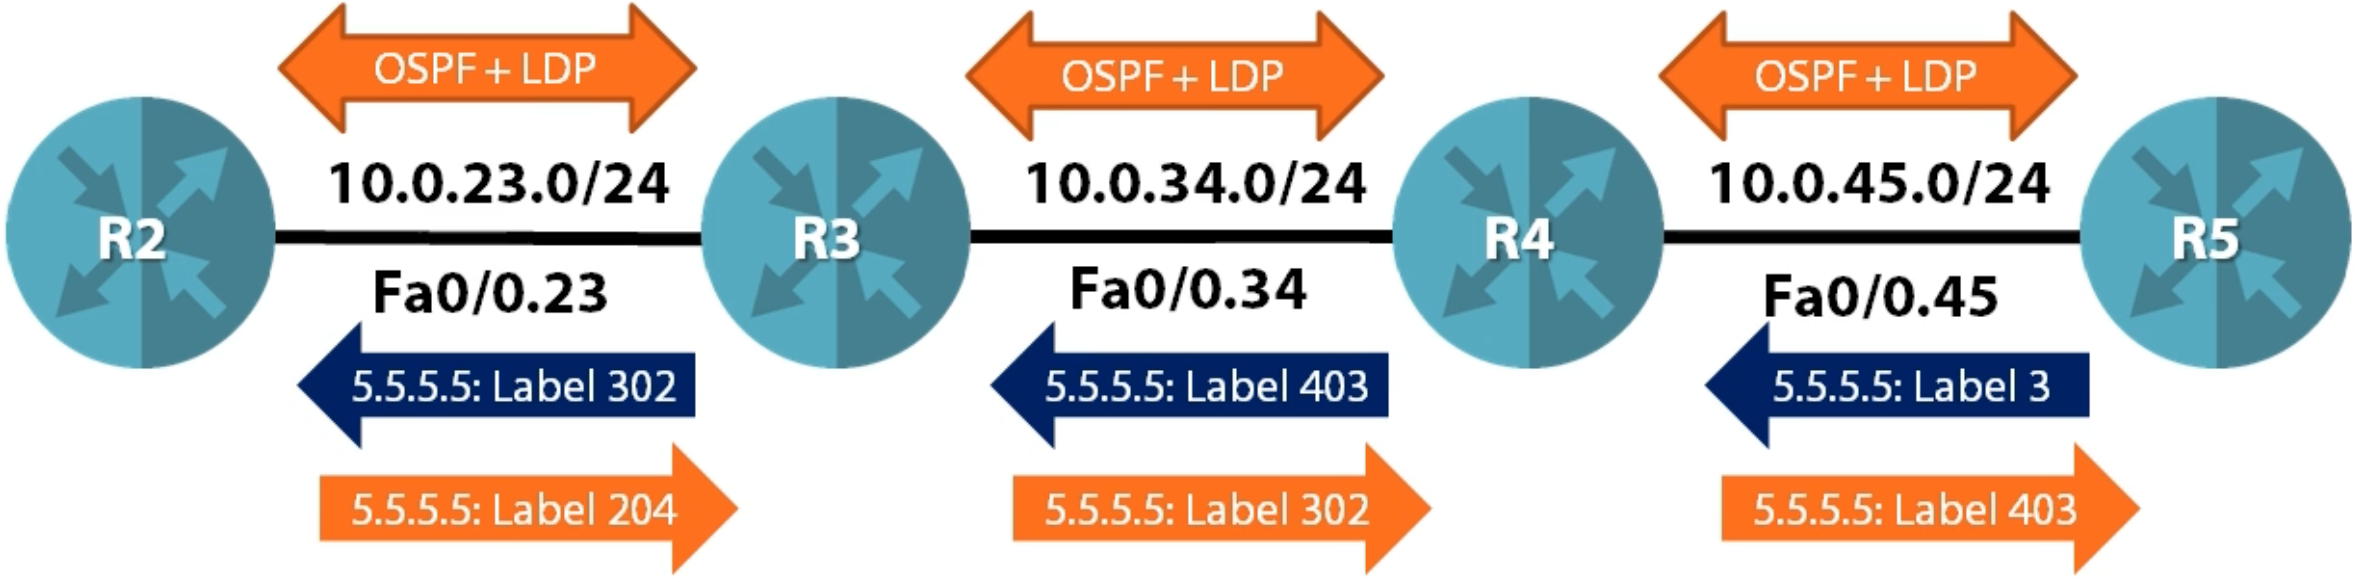 OSPF + LDP
OSPF + LDP
OSPF + LDP
10.0.23.0/24
10.0.34.0/24
10.0.45.0/24
R2
R3
R4
R5
Fa0/0.23
Fa0/0.34
Fa0/0.45
5.5.5.5: Label 302
5.5.5.5: Label 403
5.5.5.5: Label 3
5.5.5.5: Label 204
5.5.5.5: Label 302
5.5.5.5: Label 403